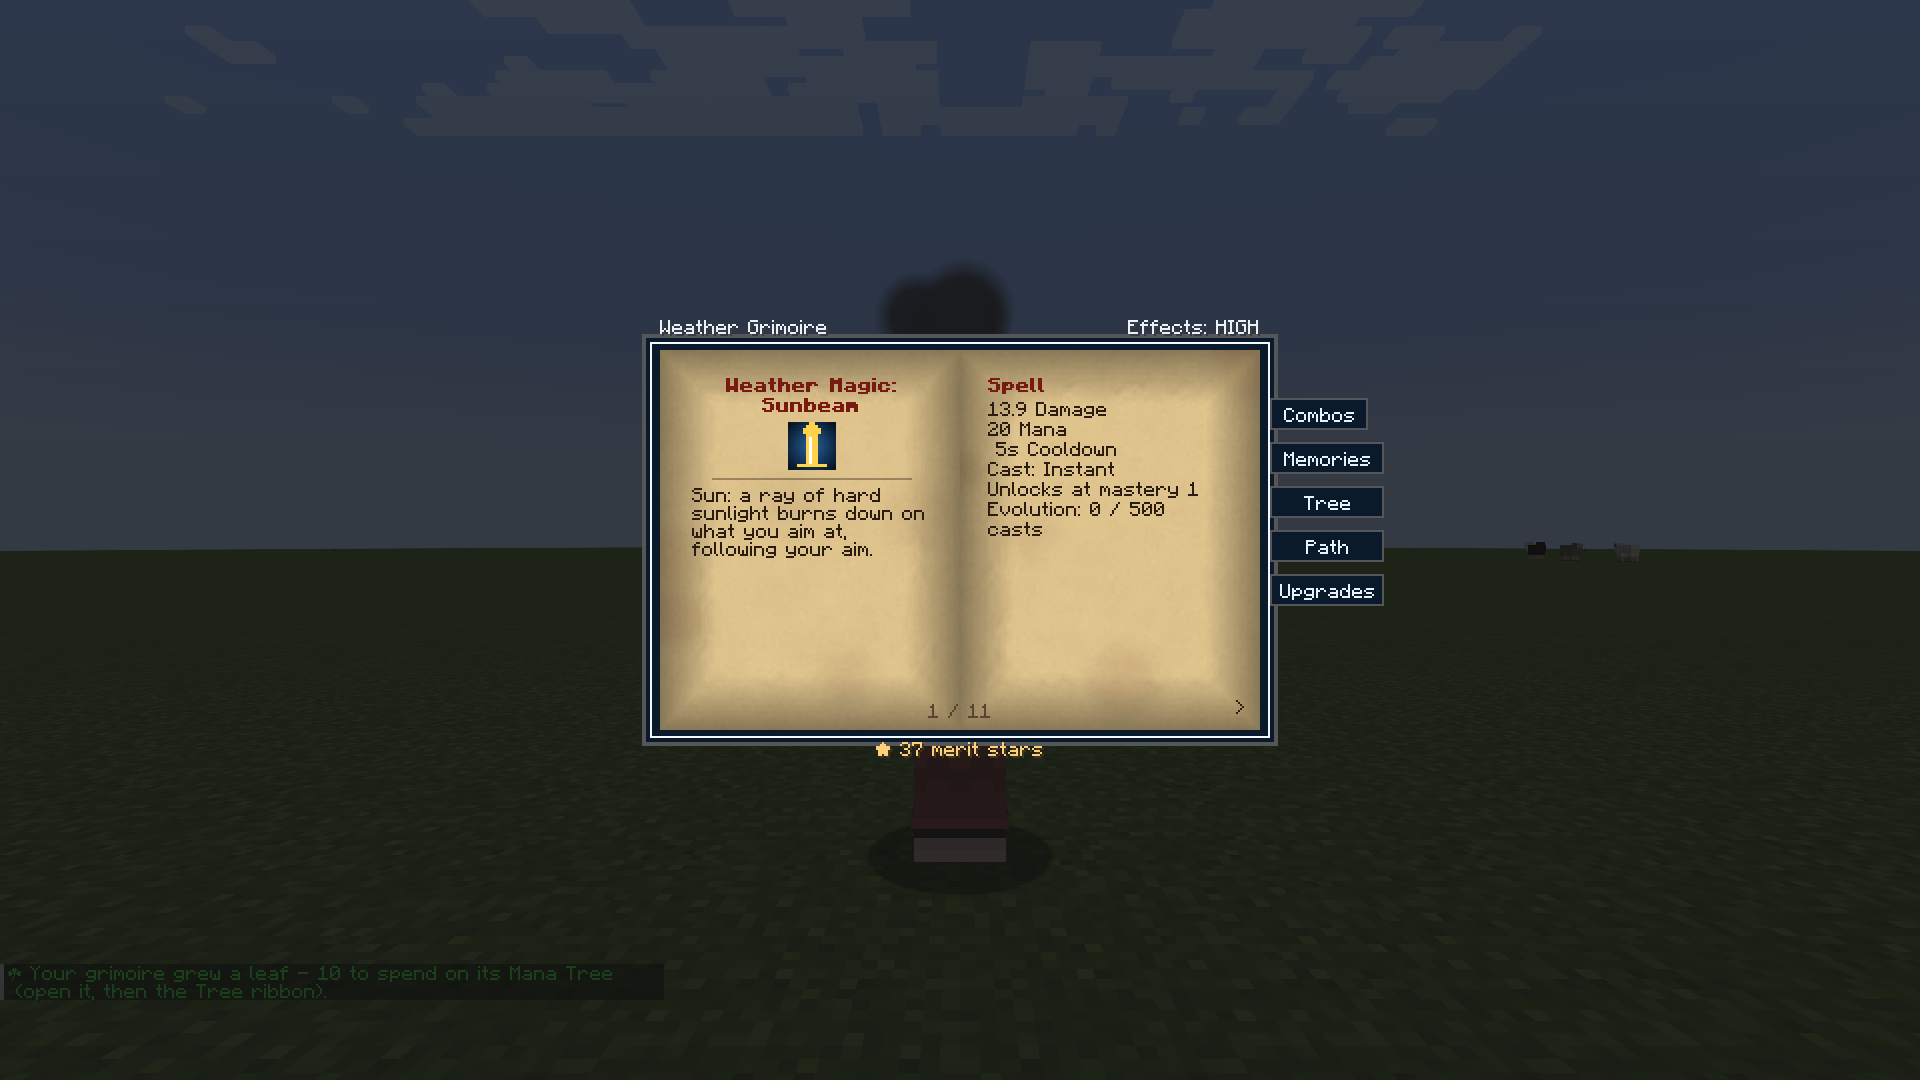 Weather Grimoire
Effects: HIGH
Weather Magic:
Sunbeam
Sun: a ray of hard
sunlight burns down on
what you aim at,
following your aim.
Spell
13.9 Damage
20 Mana
5s Cooldown
Cast: Instant
Unlocks at mastery 1
Evolution: 0 / 500
casts
1 / 11
>
Combos
Memories
Tree
Path
Upgrades
★ 37 merit stars
☘ Your grimoire grew a leaf - 10 to spend on its Mana Tree
(open it, then the Tree ribbon).